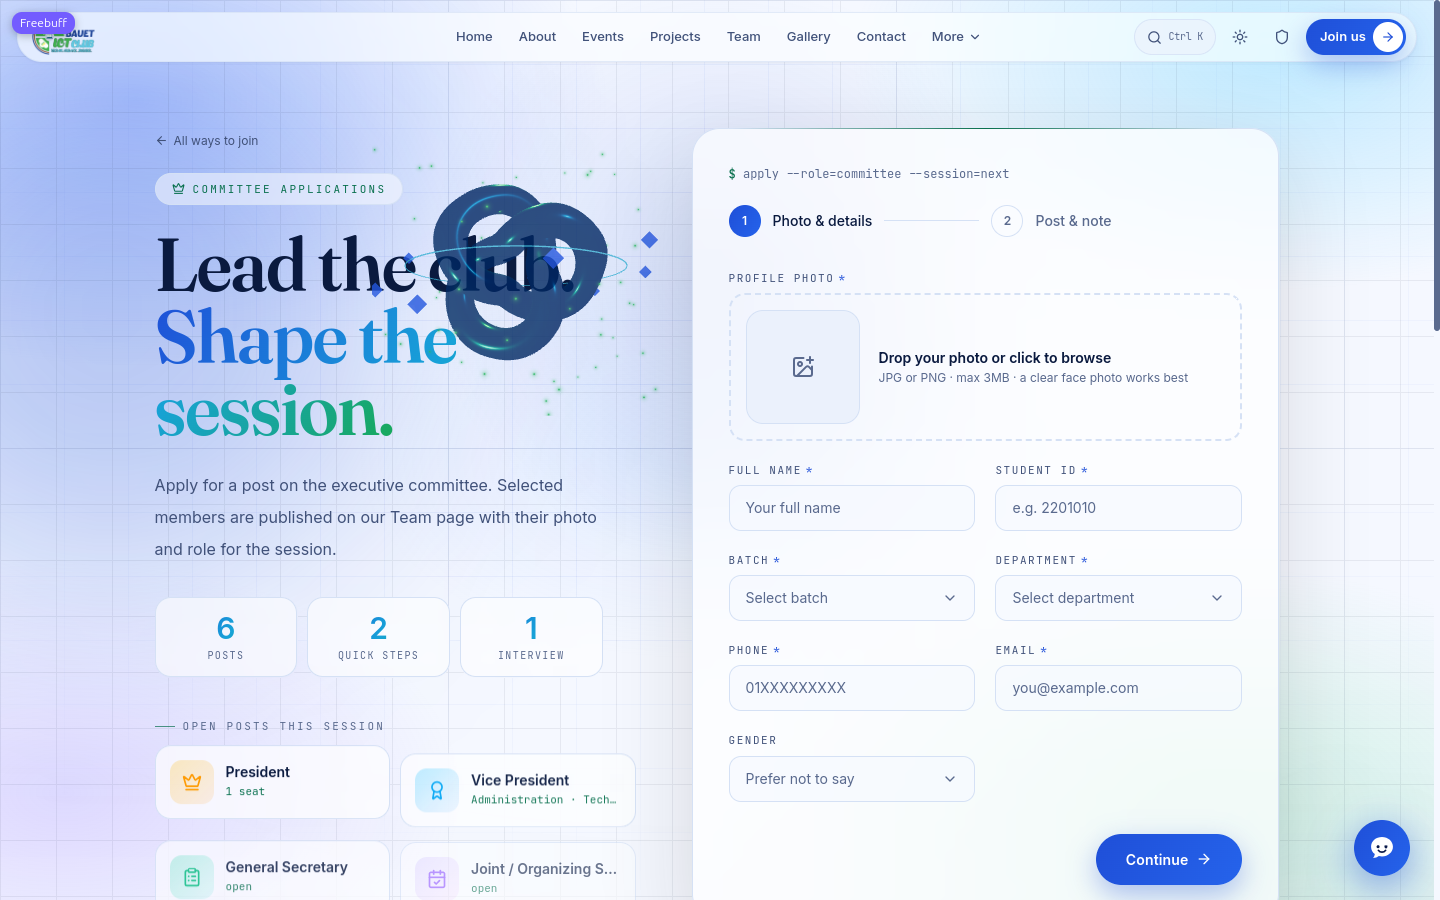 Freebuff
BAUET
ICT CLUB
Home
About
Events
Projects
Team
Gallery
Contact
More
Ctrl K
Join us
All ways to join
COMMITTEE APPLICATIONS
Lead the club.
Shape the
session.
Apply for a post on the executive committee. Selected
members are published on our Team page with their photo
and role for the session.
6
POSTS
2
QUICK STEPS
1
INTERVIEW
OPEN POSTS THIS SESSION
President
1 seat
Vice President
Administration · Tech…
General Secretary
open
Joint / Organizing S…
open
$ apply --role=committee --session=next
1 Photo & details
2 Post & note
PROFILE PHOTO *
Drop your photo or click to browse
JPG or PNG · max 3MB · a clear face photo works best
FULL NAME *
Your full name
STUDENT ID *
e.g. 2201010
BATCH *
Select batch
DEPARTMENT *
Select department
PHONE *
01XXXXXXXXX
EMAIL *
you@example.com
GENDER
Prefer not to say
Continue